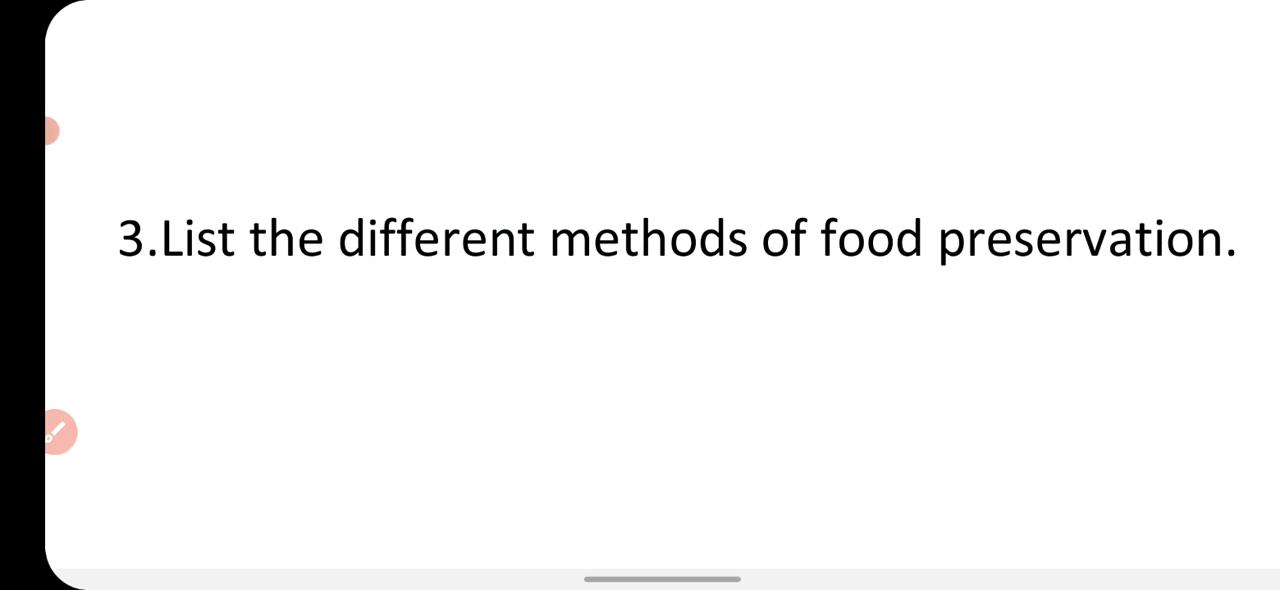 3.List the different methods of food preservation.